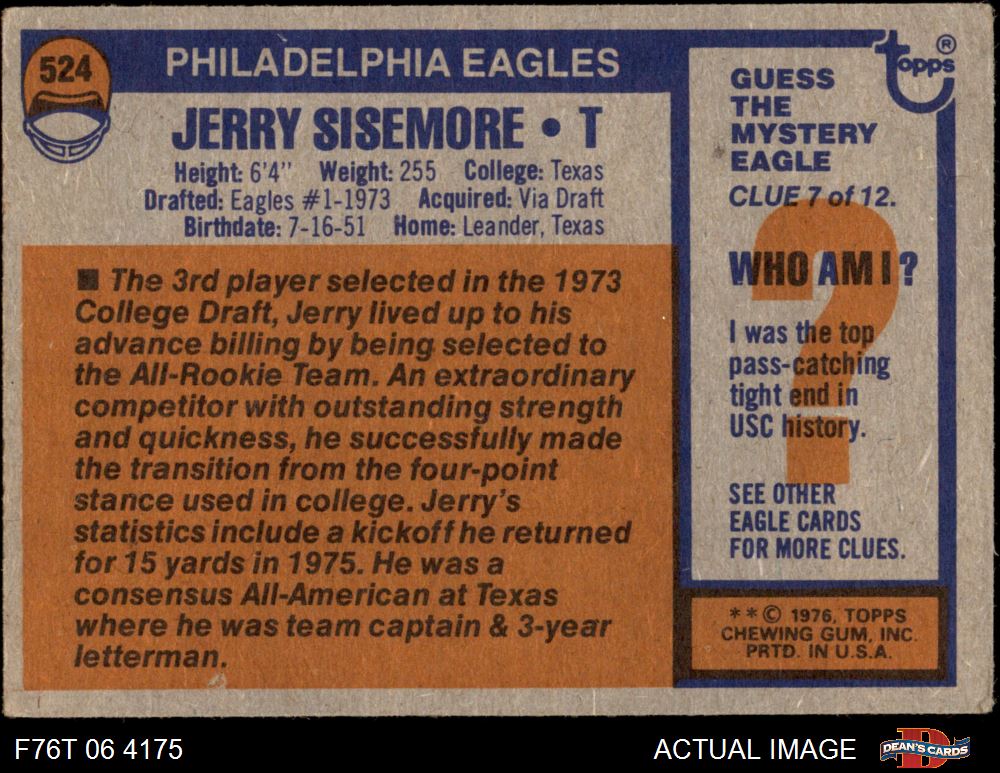 524
PHILADELPHIA EAGLES
JERRY SISEMORE • T
Height: 6'4" Weight: 255 College: Texas
Drafted: Eagles #1-1973 Acquired: Via Draft
Birthdate: 7-16-51 Home: Leander, Texas
■ The 3rd player selected in the 1973
College Draft, Jerry lived up to his
advance billing by being selected to
the All-Rookie Team. An extraordinary
competitor with outstanding strength
and quickness, he successfully made
the transition from the four-point
stance used in college. Jerry's
statistics include a kickoff he returned
for 15 yards in 1975. He was a
consensus All-American at Texas
where he was team captain & 3-year
letterman.
topps ®
GUESS
THE
MYSTERY
EAGLE
CLUE 7 of 12.
?
WHO AM I?
I was the top
pass-catching
tight end in
USC history.
SEE OTHER
EAGLE CARDS
FOR MORE CLUES.
**© 1976, TOPPS
CHEWING GUM, INC.
PRTD. IN U.S.A.
F76T 06 4175
ACTUAL IMAGE
DEAN'S CARDS